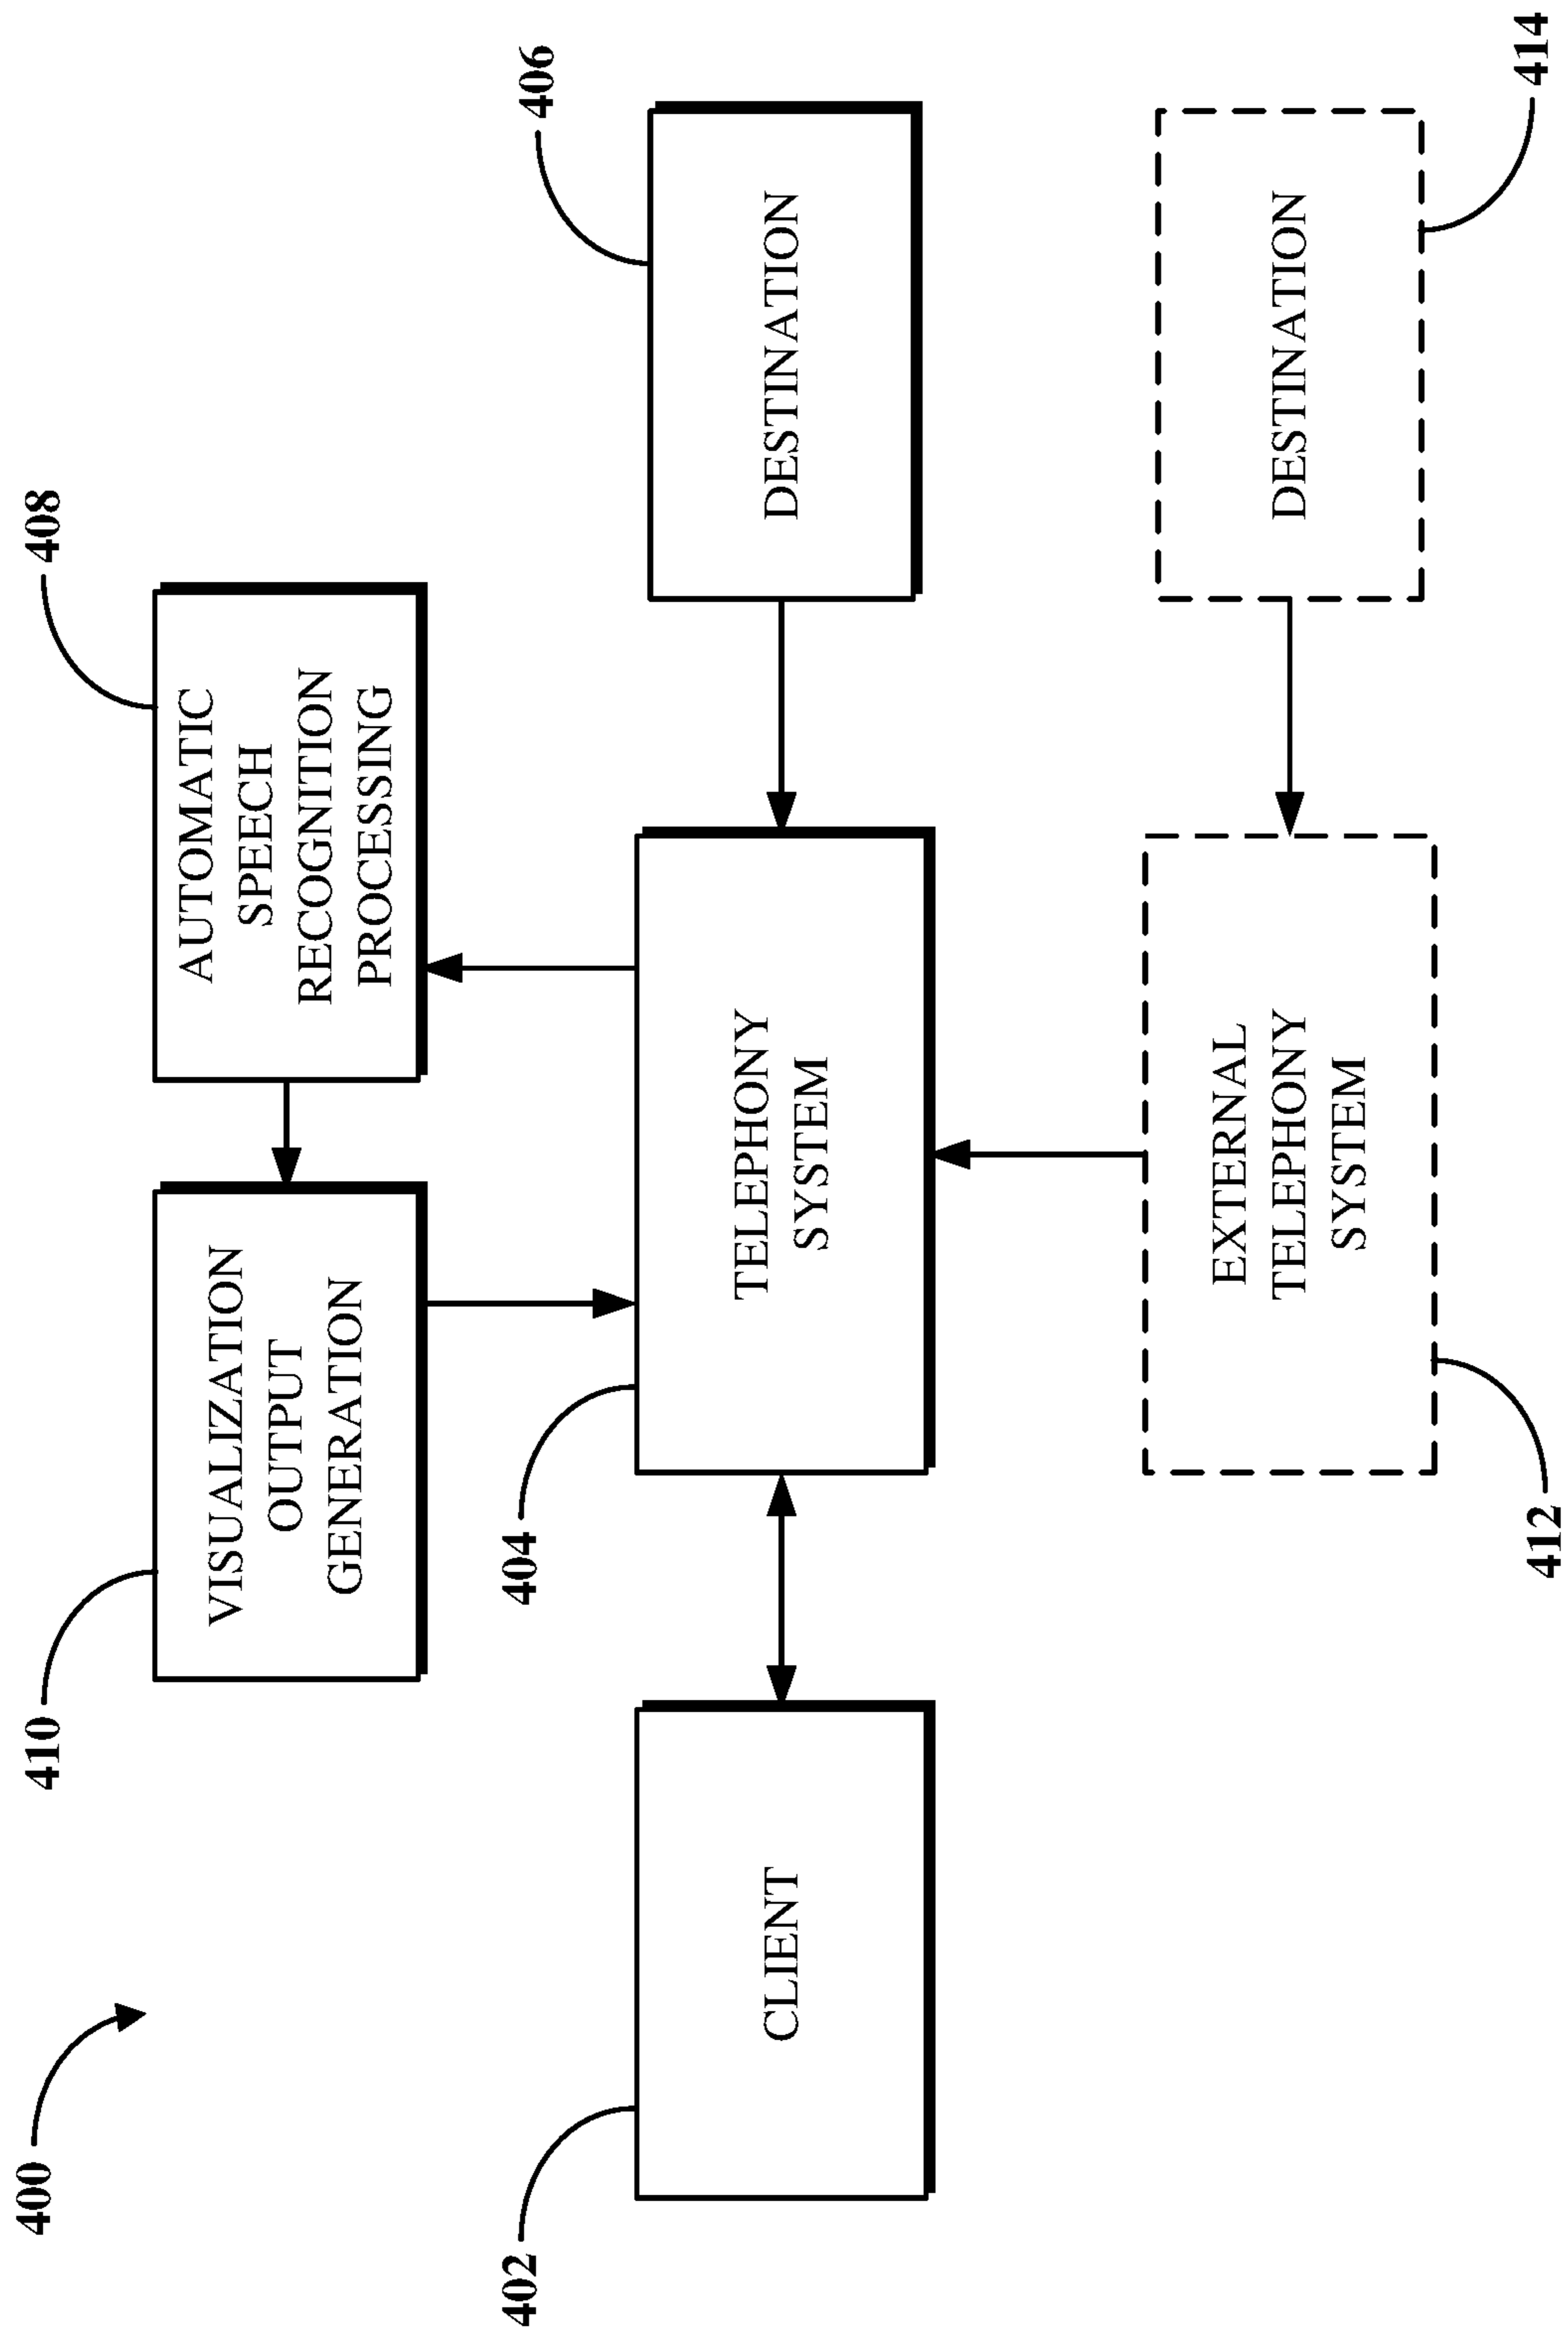 400
410
408
VISUALIZATION
OUTPUT
GENERATION
AUTOMATIC
SPEECH
RECOGNITION
PROCESSING
402
404
406
CLIENT
TELEPHONY
SYSTEM
DESTINATION
EXTERNAL
TELEPHONY
SYSTEM
DESTINATION
412
414